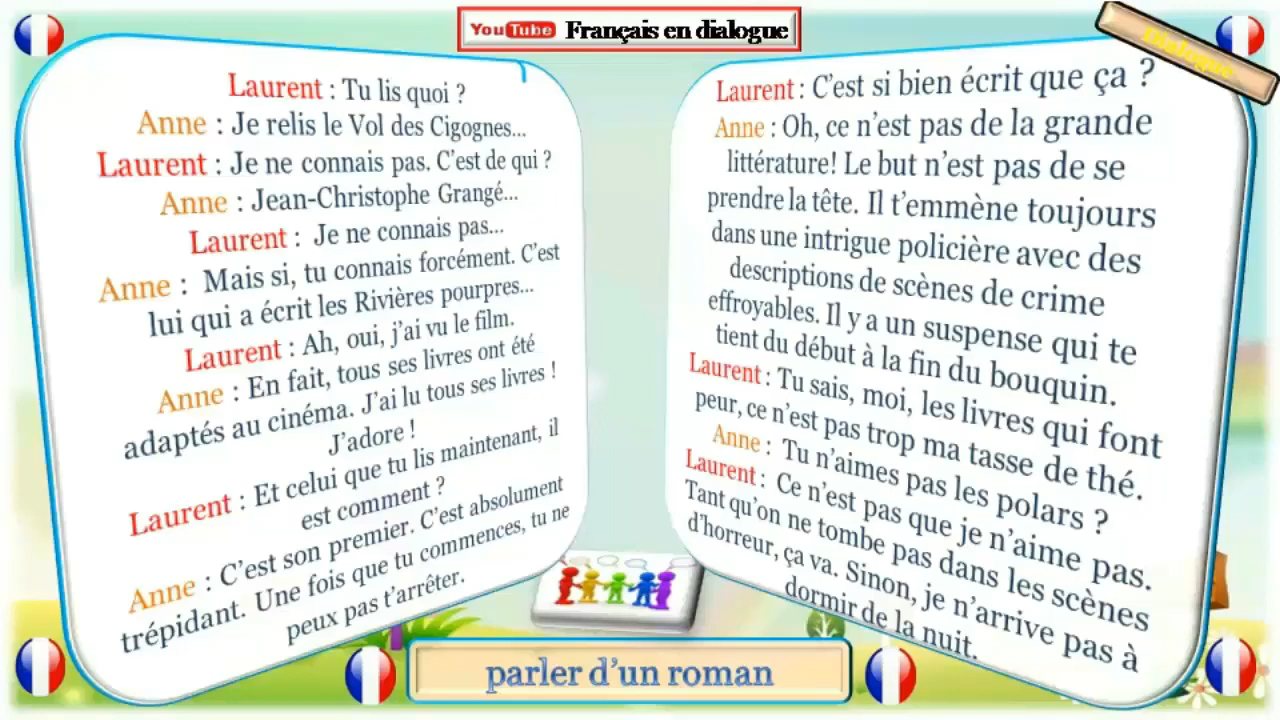 YouTube Français en dialogue
Dialogue
Laurent : Tu lis quoi ?
Anne : Je relis le Vol des Cigognes...
Laurent : Je ne connais pas. C'est de qui ?
Anne : Jean-Christophe Grangé...
Laurent : Je ne connais pas...
Anne : Mais si, tu connais forcément. C'est
lui qui a écrit les Rivières pourpres...
Laurent : Ah, oui, j'ai vu le film.
Anne : En fait, tous ses livres ont été
adaptés au cinéma. J'ai lu tous ses livres !
J'adore !
Laurent : Et celui que tu lis maintenant, il
est comment ?
Anne : C'est son premier. C'est absolument
trépidant. Une fois que tu commences, tu ne
peux pas t'arrêter.
Laurent : C'est si bien écrit que ça ?
Anne : Oh, ce n'est pas de la grande
littérature! Le but n'est pas de se
prendre la tête. Il t'emmène toujours
dans une intrigue policière avec des
descriptions de scènes de crime
effroyables. Il y a un suspense qui te
tient du début à la fin du bouquin.
Laurent : Tu sais, moi, les livres qui font
peur, ce n'est pas trop ma tasse de thé.
Anne : Tu n'aimes pas les polars ?
Laurent : Ce n'est pas que je n'aime pas.
Tant qu'on ne tombe pas dans les scènes
d'horreur, ça va. Sinon, je n'arrive pas à
dormir de la nuit.
parler d'un roman